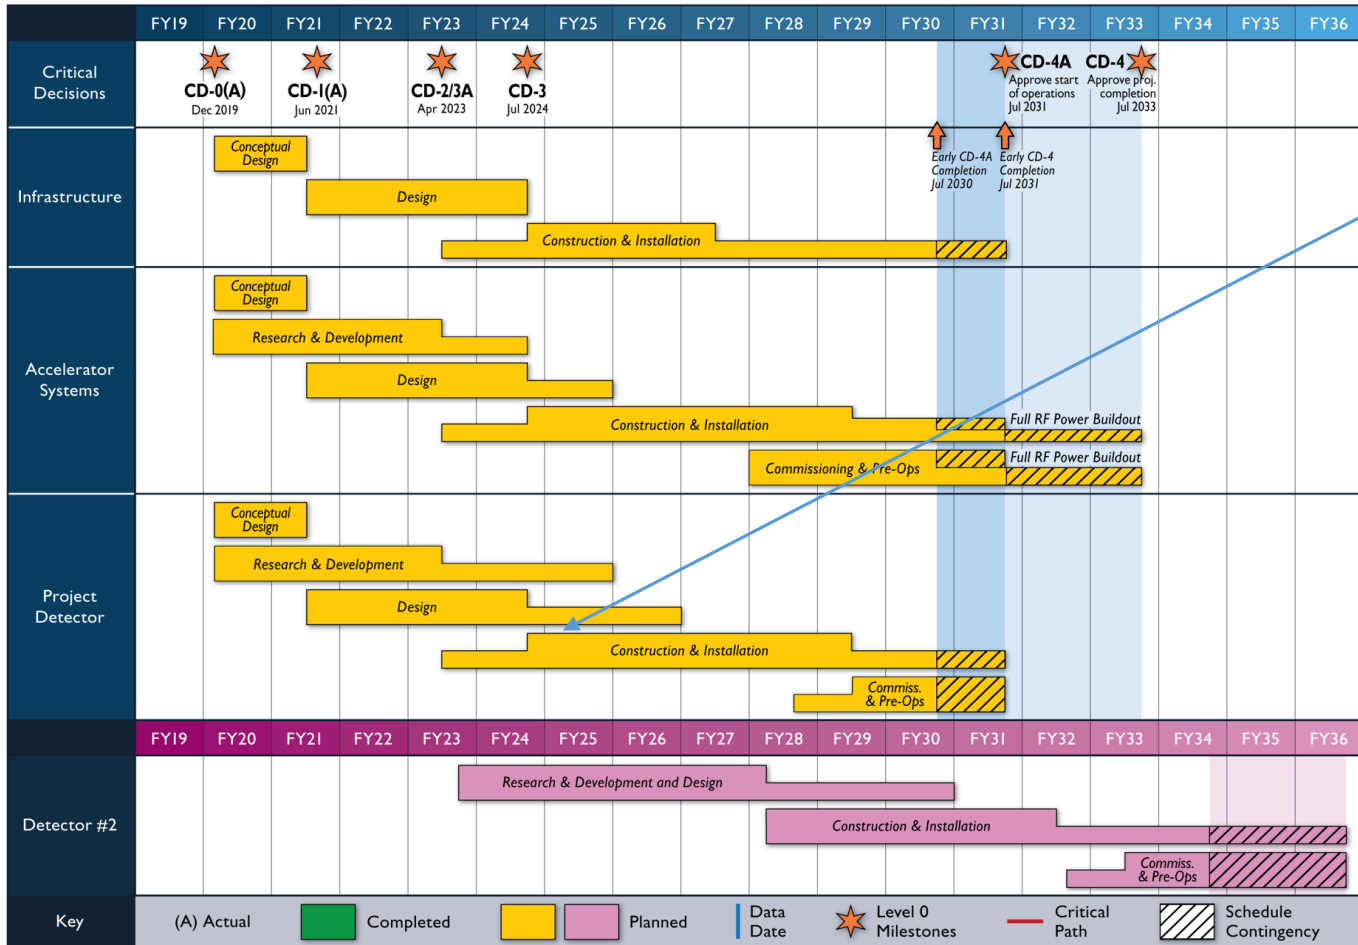 FY19 FY20 FY21 FY22 FY23 FY24 FY25 FY26 FY27 FY28 FY29 FY30 FY31 FY32 FY33 FY34 FY35 FY36
Critical
Decisions
CD-0(A)
Dec 2019
CD-1(A)
Jun 2021
CD-2/3A
Apr 2023
CD-3
Jul 2024
CD-4A
Approve start
of operations
Jul 2031
CD-4
Approve proj.
completion
Jul 2033
Infrastructure
Conceptual
Design
Design
Construction & Installation
Early CD-4A
Completion
Jul 2030
Early CD-4
Completion
Jul 2031
Accelerator
Systems
Conceptual
Design
Research & Development
Design
Construction & Installation
Full RF Power Buildout
Commissioning & Pre-Ops
Full RF Power Buildout
Project
Detector
Conceptual
Design
Research & Development
Design
Construction & Installation
Commiss.
& Pre-Ops
FY19 FY20 FY21 FY22 FY23 FY24 FY25 FY26 FY27 FY28 FY29 FY30 FY31 FY32 FY33 FY34 FY35 FY36
Detector #2
Research & Development and Design
Construction & Installation
Commiss.
& Pre-Ops
Key
(A) Actual
Completed
Planned
Data
Date
Level 0
Milestones
Critical
Path
Schedule
Contingency